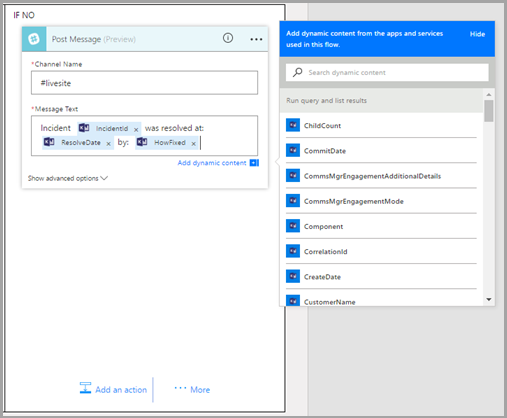 IF NO
Post Message (Preview)
*Channel Name
#livesite
*Message Text
Incident IncidentId x was resolved at:
ResolveDate x by: HowFixed x
Add dynamic content
Show advanced options
Add an action
More
Add dynamic content from the apps and services
used in this flow.
Hide
Search dynamic content
Run query and list results
ChildCount
CommitDate
CommsMgrEngagementAdditionalDetails
CommsMgrEngagementMode
Component
CorrelationId
CreateDate
CustomerName